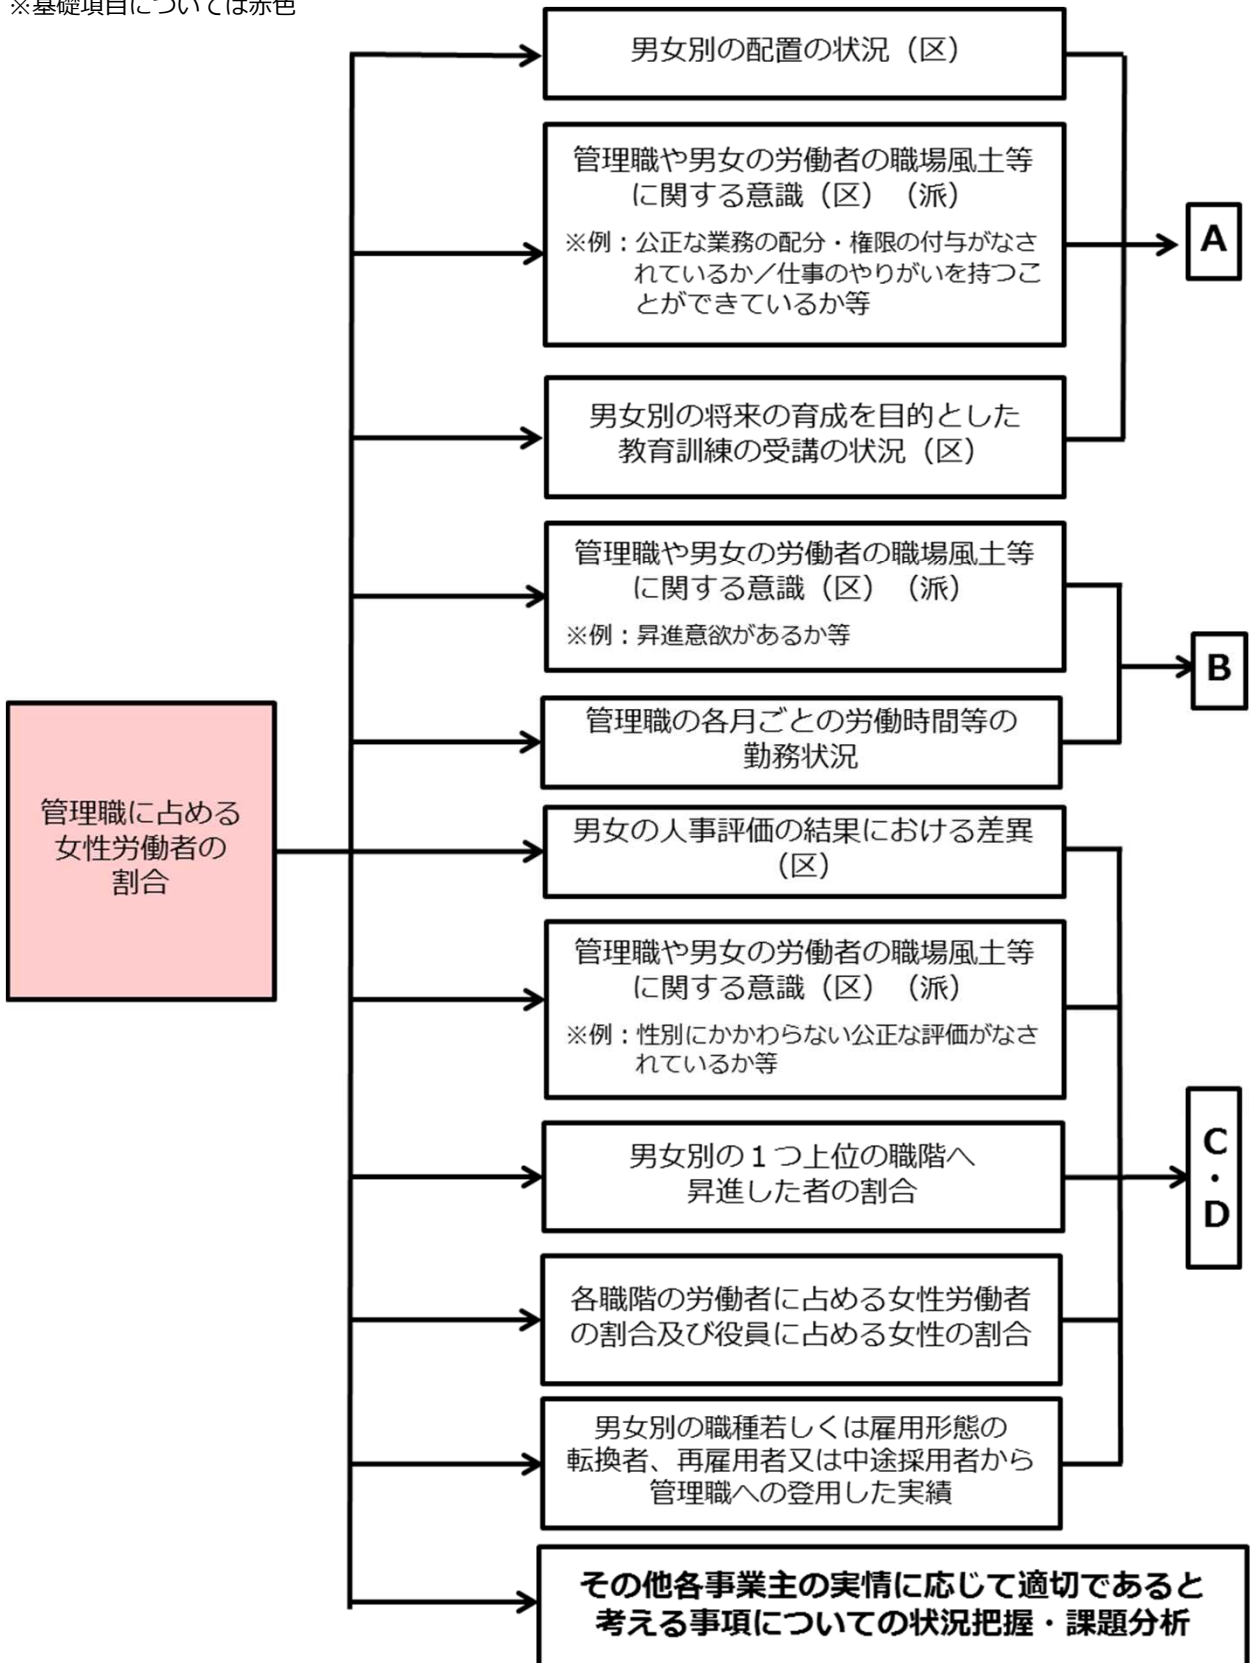 ※基礎項目については赤色
男女別の配置の状況（区）
管理職や男女の労働者の職場風土等
に関する意識（区）（派）
※例：公正な業務の配分・権限の付与がなさ
れているか／仕事のやりがいを持つこ
とができているか等
A
男女別の将来の育成を目的とした
教育訓練の受講の状況（区）
管理職や男女の労働者の職場風土等
に関する意識（区）（派）
※例：昇進意欲があるか等
B
管理職の各月ごとの労働時間等の
勤務状況
管理職に占める
女性労働者の
割合
男女の人事評価の結果における差異
（区）
管理職や男女の労働者の職場風土等
に関する意識（区）（派）
※例：性別にかかわらない公正な評価がなさ
れているか等
男女別の１つ上位の職階へ
昇進した者の割合
C
・
D
各職階の労働者に占める女性労働者
の割合及び役員に占める女性の割合
男女別の職種若しくは雇用形態の
転換者、再雇用者又は中途採用者から
管理職への登用した実績
その他各事業主の実情に応じて適切であると
考える事項についての状況把握・課題分析